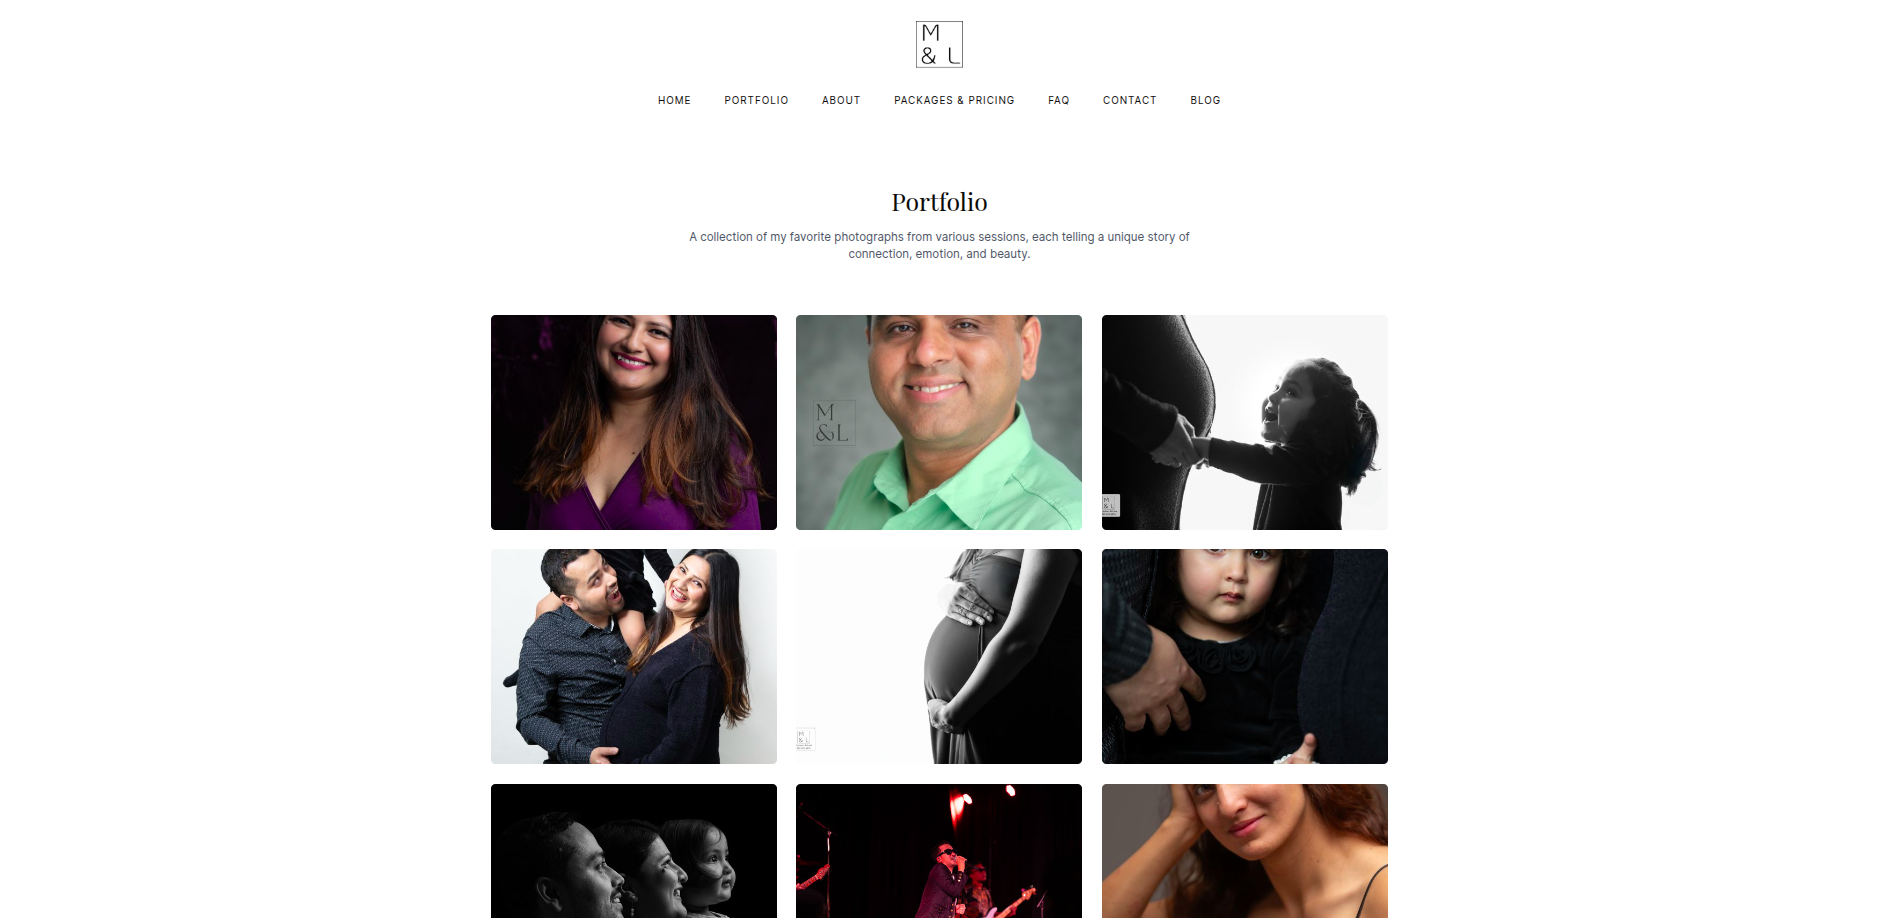 M
& L
HOME PORTFOLIO ABOUT PACKAGES & PRICING FAQ CONTACT BLOG
Portfolio
A collection of my favorite photographs from various sessions, each telling a unique story of
connection, emotion, and beauty.
M
&L
M
& L
M
& L